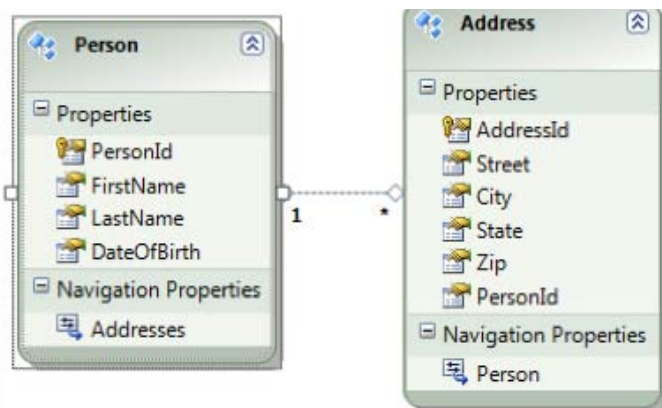 Person
Properties
PersonId
FirstName
LastName
DateOfBirth
Navigation Properties
Addresses
1
*
Address
Properties
AddressId
Street
City
State
Zip
PersonId
Navigation Properties
Person